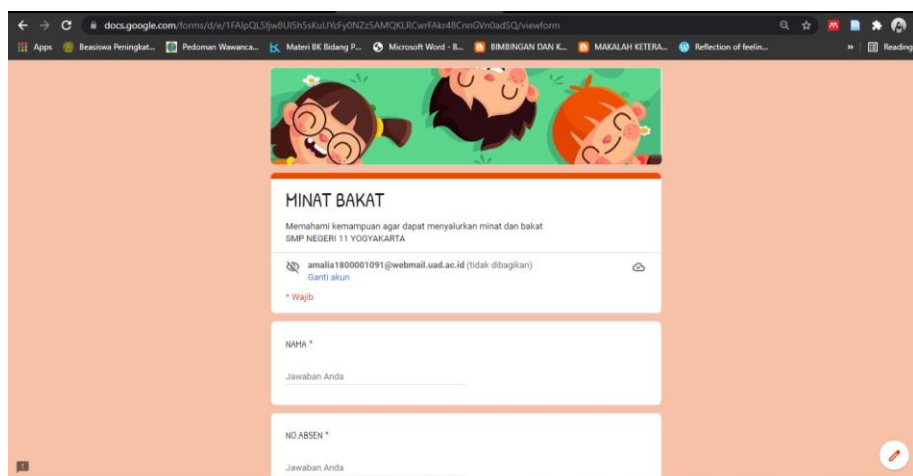 docs.google.com/forms/d/e/1FAIpQLSfjw8UISh5sKuUYcFy0NZz5AMQKLRCwrFAkr48CnnGVn0adSQ/viewform
Apps Beasiswa Peningkat... Pedoman Wawanca... Materi BK Bidang P... Microsoft Word - B... BIMBINGAN DAN K... MAKALAH KETERA... Reflection of feelin... » Reading
MINAT BAKAT
Memahami kemampuan agar dapat menyalurkan minat dan bakat
SMP NEGERI 11 YOGYAKARTA
amalia1800001091@webmail.uad.ac.id (tidak dibagikan)
Ganti akun
* Wajib
NAMA *
Jawaban Anda
NO.ABSEN *
Jawaban Anda